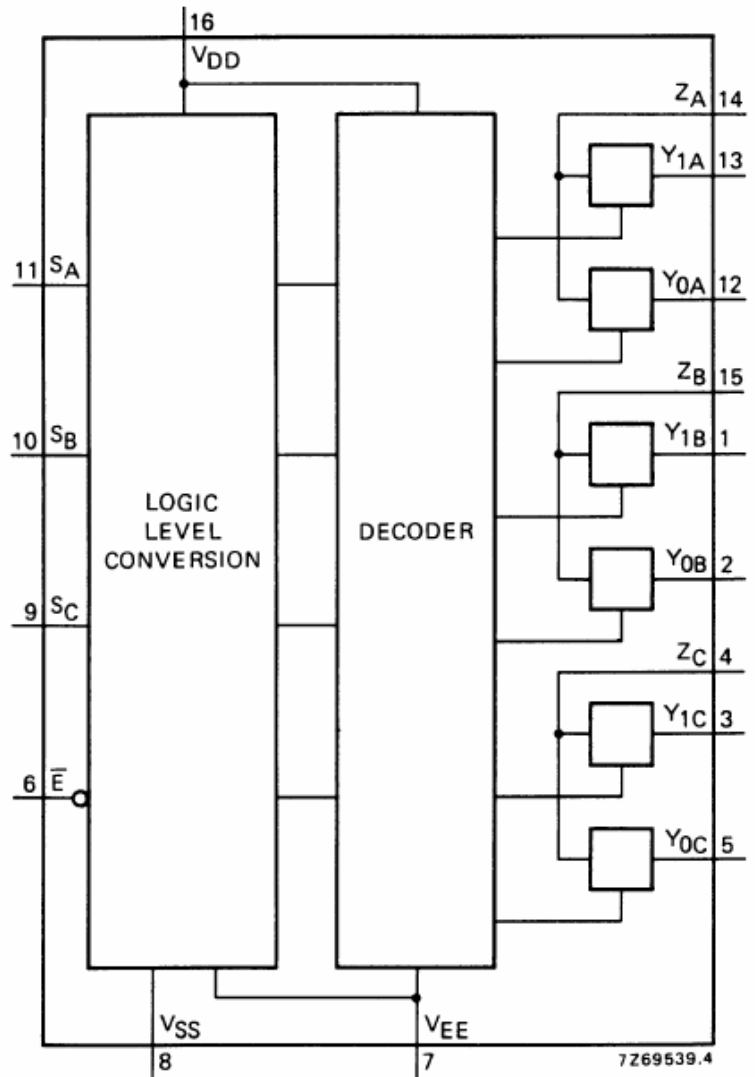 16
VDD
ZA 14
Y1A 13
11 SA
Y0A 12
ZB 15
10 SB
Y1B 1
LOGIC
LEVEL
CONVERSION
DECODER
Y0B 2
9 SC
ZC 4
Y1C 3
6 E̅
Y0C 5
VSS
VEE
8
7
7Z69539.4